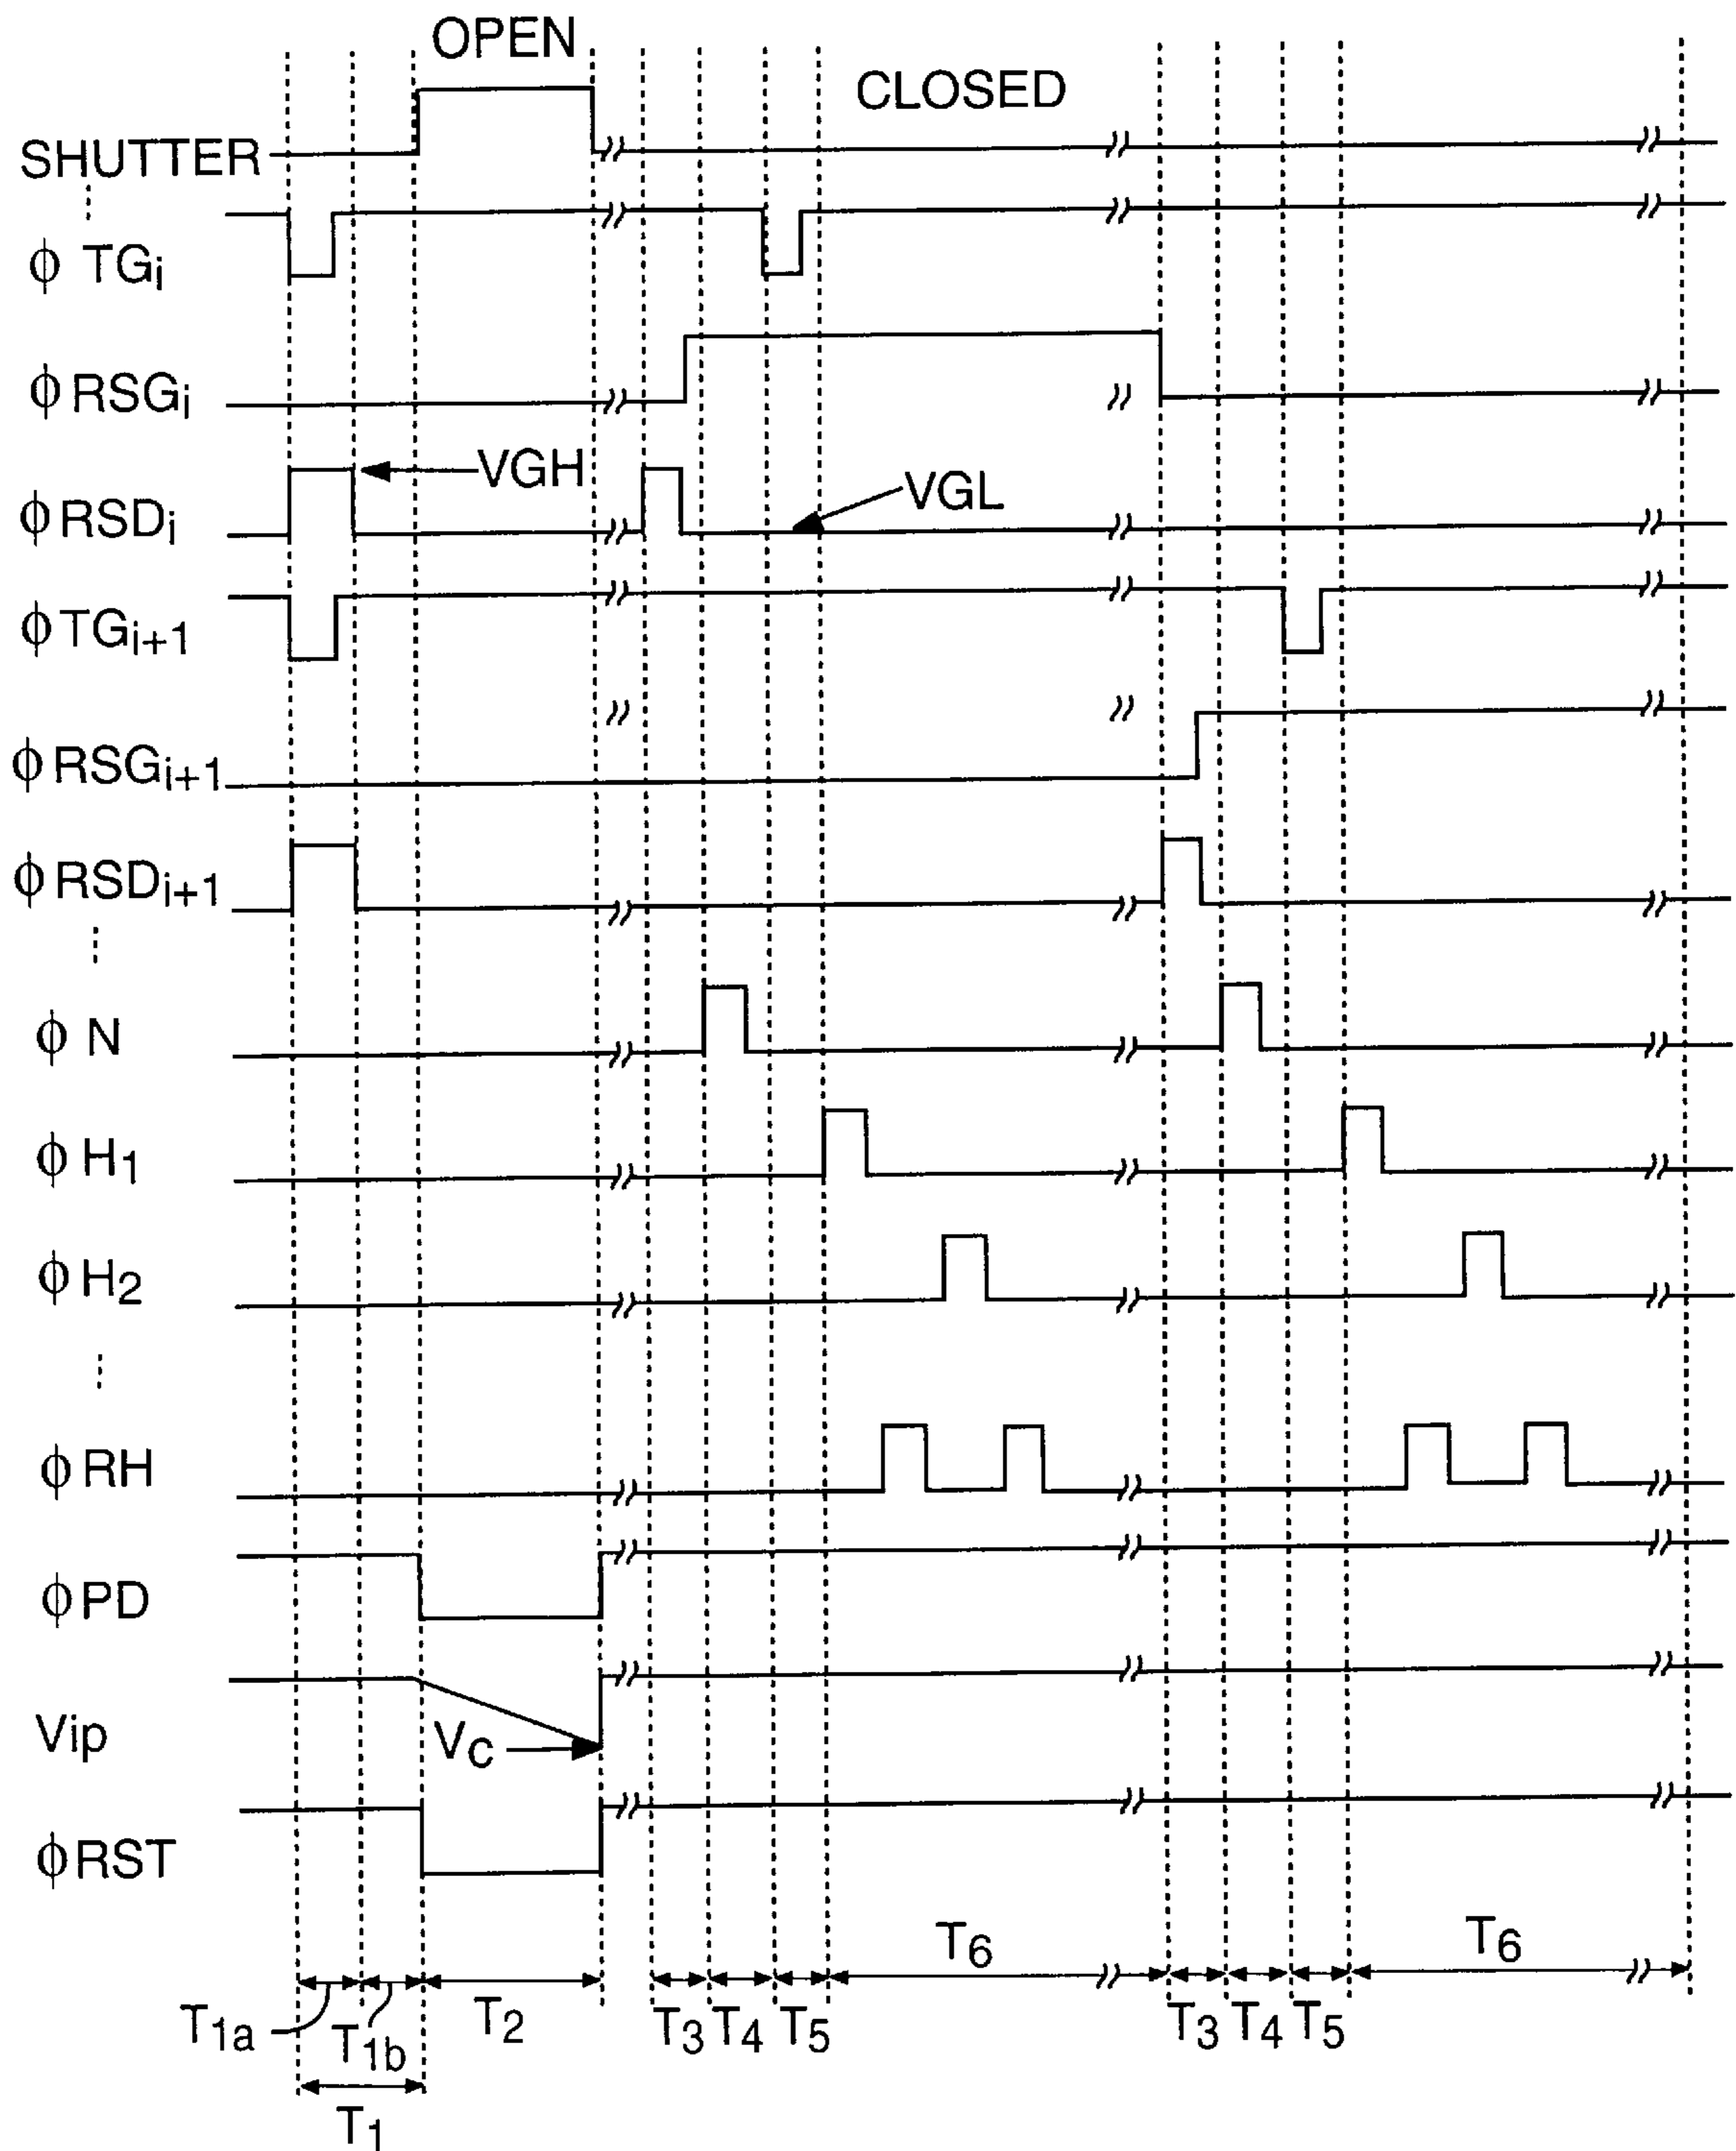 OPEN
CLOSED
SHUTTER
ϕ TGi
ϕ RSGi
VGH
VGL
ϕ RSDi
ϕ TGi+1
ϕ RSGi+1
ϕ RSDi+1
ϕ N
ϕ H1
ϕ H2
ϕ RH
ϕ PD
Vip
VC
ϕ RST
T6
T6
T1a
T1b
T2
T3 T4 T5
T3 T4 T5
T1